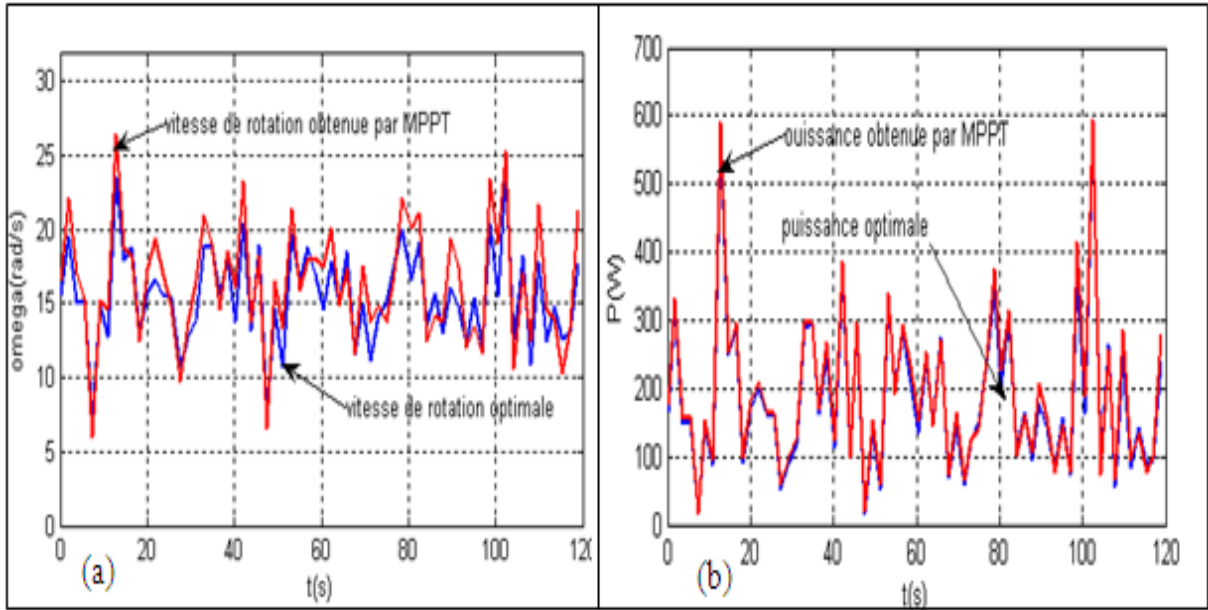 30
25
20
15
10
5
0
omega(rad/s)
vitesse de rotation obtenue par MPPT
vitesse de rotation optimale
0 20 40 60 80 100 120
t(s)
(a)
700
600
500
400
300
200
100
0
P(W)
ouissance obtenue par MPPT
puissance optimale
0 20 40 60 80 100 120
t(s)
(b)